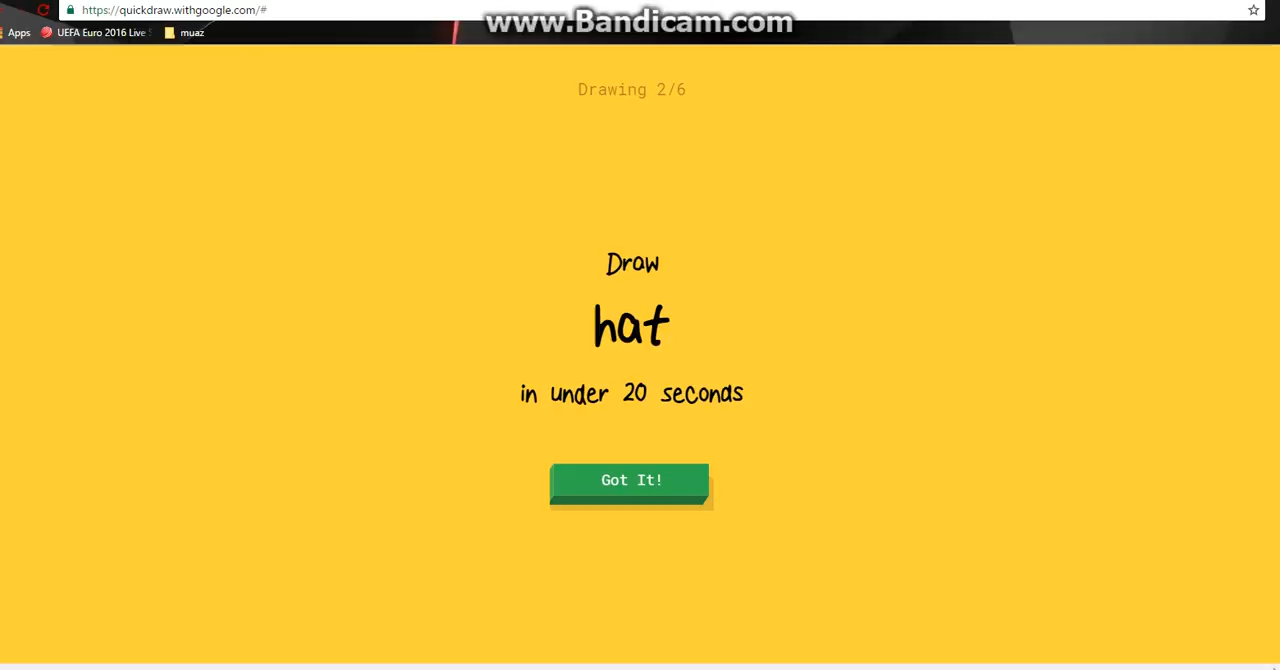 https://quickdraw.withgoogle.com/#
www.Bandicam.com
Apps UEFA Euro 2016 Live muaz
Drawing 2/6
Draw
hat
in under 20 seconds
Got It!